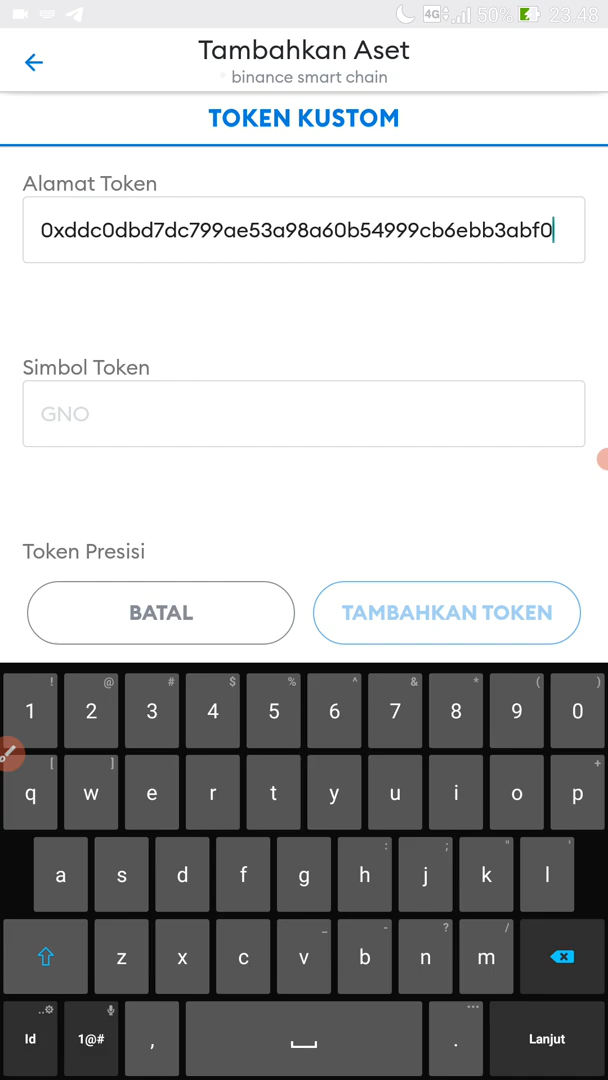 4G 50% 23.48
Tambahkan Aset
binance smart chain
TOKEN KUSTOM
Alamat Token
0xddc0dbd7dc799ae53a98a60b54999cb6ebb3abf0
Simbol Token
GNO
Token Presisi
BATAL TAMBAHKAN TOKEN
! @ # $ % ^ & * ( )
1 2 3 4 5 6 7 8 9 0
[ ] +
q w e r t y u i o p
: ; " '
a s d f g h j k l
_ - ? /
z x c v b n m
Id 1@# , . Lanjut